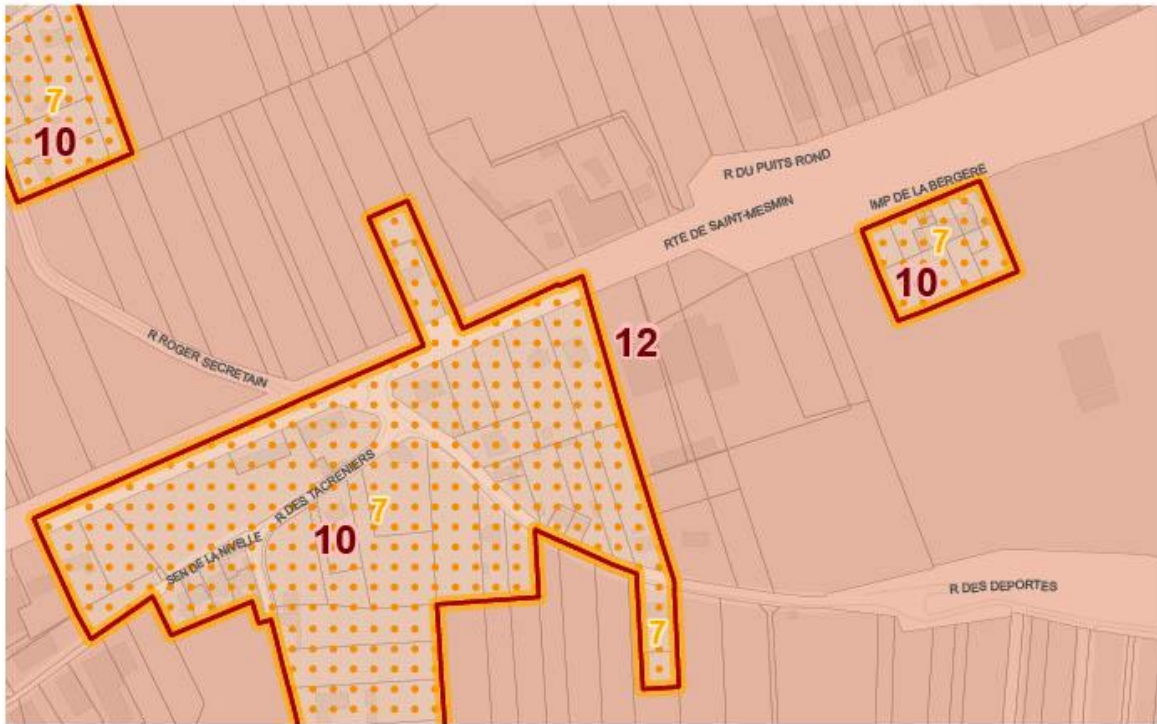 7
10
R DU PUITS ROND
IMP DE LA BERGERE
RTE DE SAINT-MESMIN
7
10
R ROGER SECRETAIN
12
R DES TACRENIERS
7
10
SEN DE LA NIVELLE
R DES DEPORTES
7